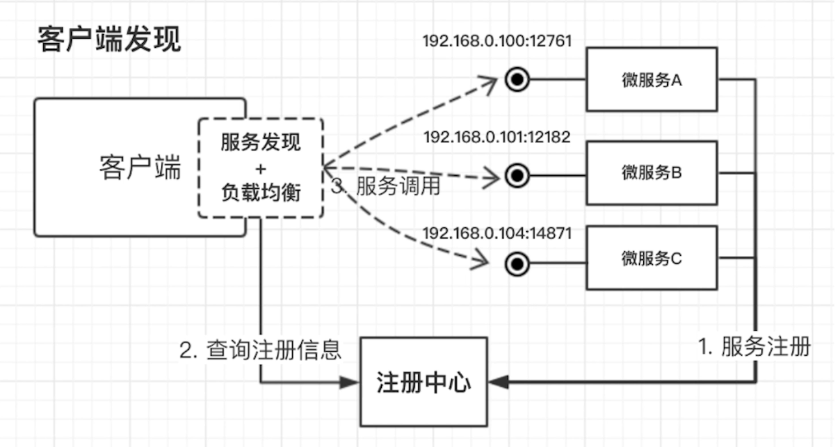 客户端发现
192.168.0.100:12761
微服务A
客户端
服务发现
+
负载均衡
192.168.0.101:12182
微服务B
3. 服务调用
192.168.0.104:14871
微服务C
2. 查询注册信息
1. 服务注册
注册中心